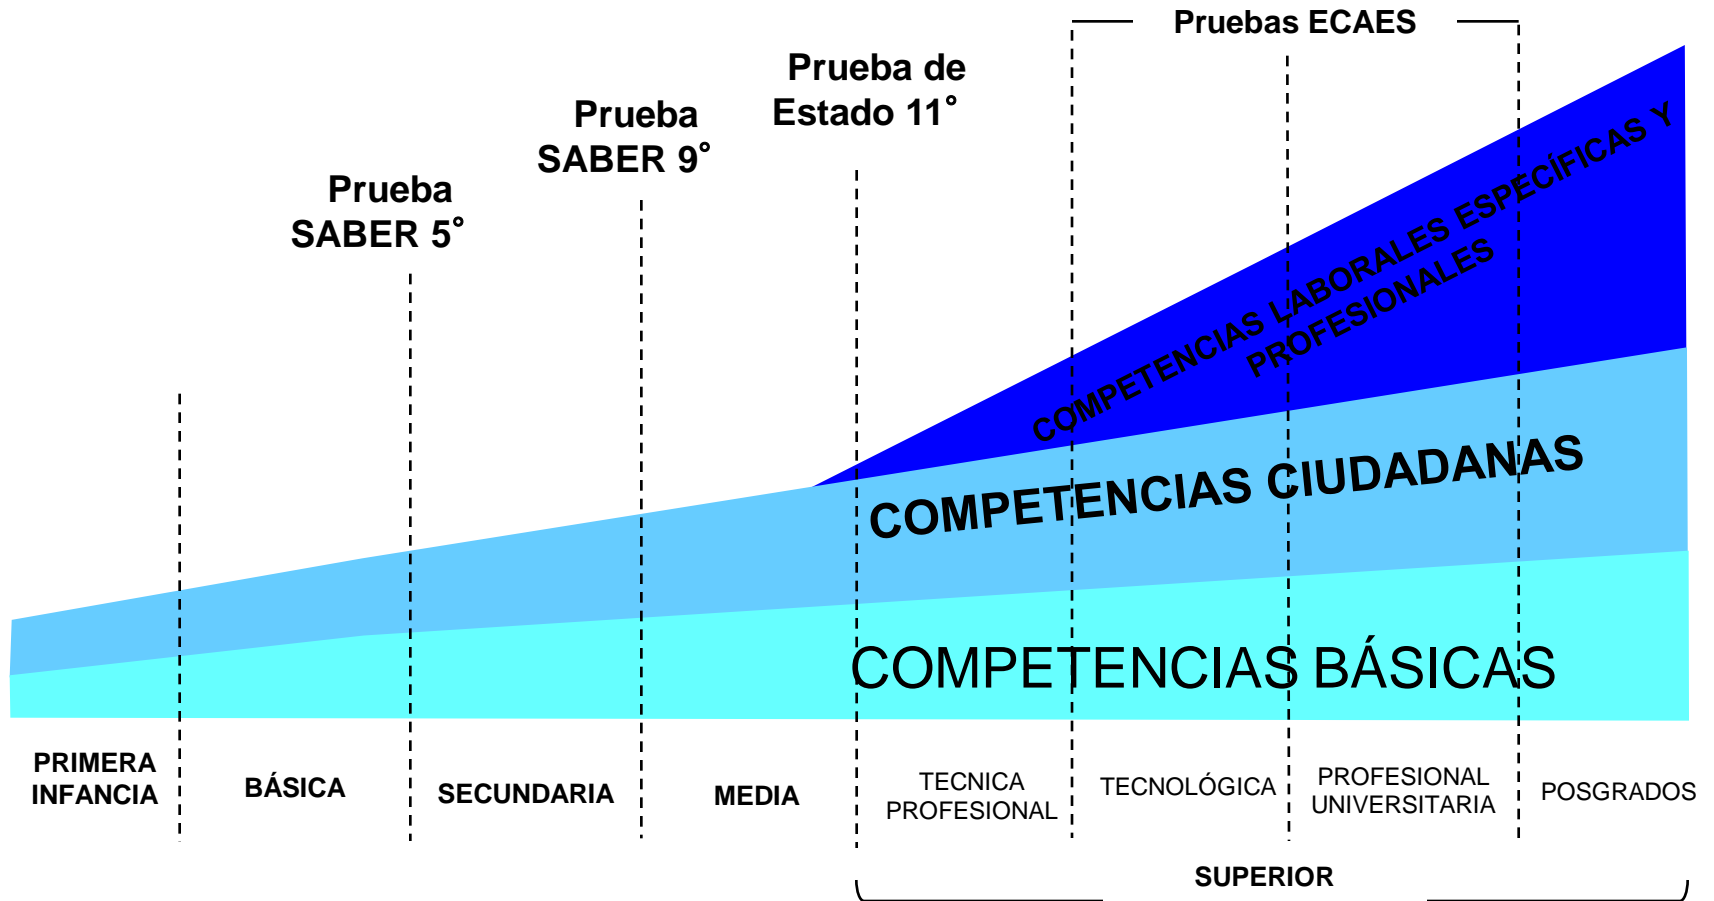 Pruebas ECAES
Prueba de
Estado 11°
Prueba
SABER 9°
Prueba
SABER 5°
COMPETENCIAS LABORALES ESPECÍFICAS Y
PROFESIONALES
COMPETENCIAS CIUDADANAS
COMPETENCIAS BÁSICAS
PRIMERA
INFANCIA
BÁSICA
SECUNDARIA
MEDIA
TECNICA
PROFESIONAL
TECNOLÓGICA
PROFESIONAL
UNIVERSITARIA
POSGRADOS
SUPERIOR